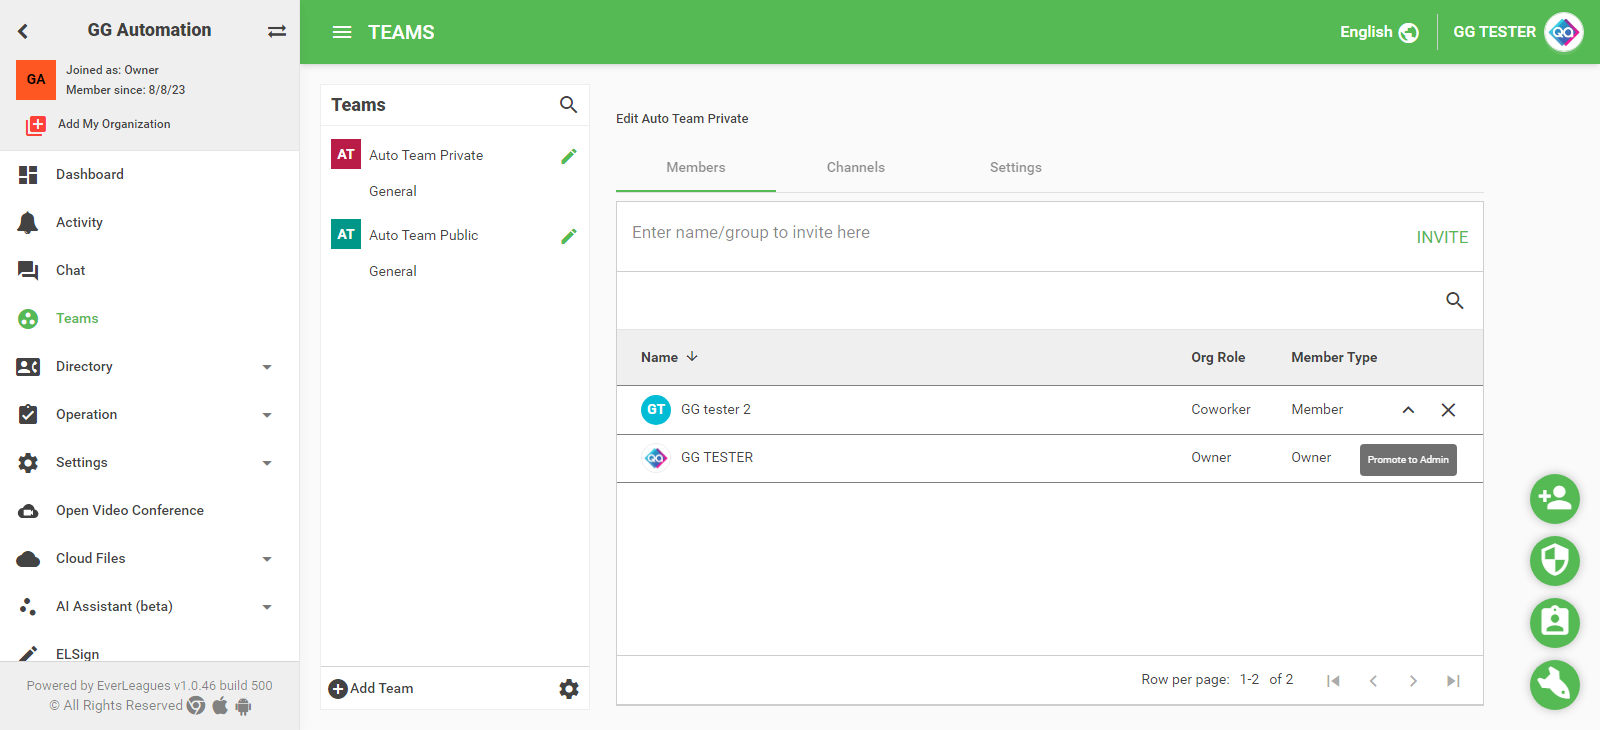 GG Automation
GA
Joined as: Owner
Member since: 8/8/23
Add My Organization
Dashboard
Activity
Chat
Teams
Directory
Operation
Settings
Open Video Conference
Cloud Files
AI Assistant (beta)
ELSign
Powered by EverLeagues v1.0.46 build 500
© All Rights Reserved
TEAMS
English
GG TESTER
QA
Teams
AT Auto Team Private
General
AT Auto Team Public
General
Add Team
Edit Auto Team Private
Members Channels Settings
Enter name/group to invite here
INVITE
Name Org Role Member Type
GT GG tester 2 Coworker Member
QA GG TESTER Owner Owner
Promote to Admin
Row per page: 1-2 of 2